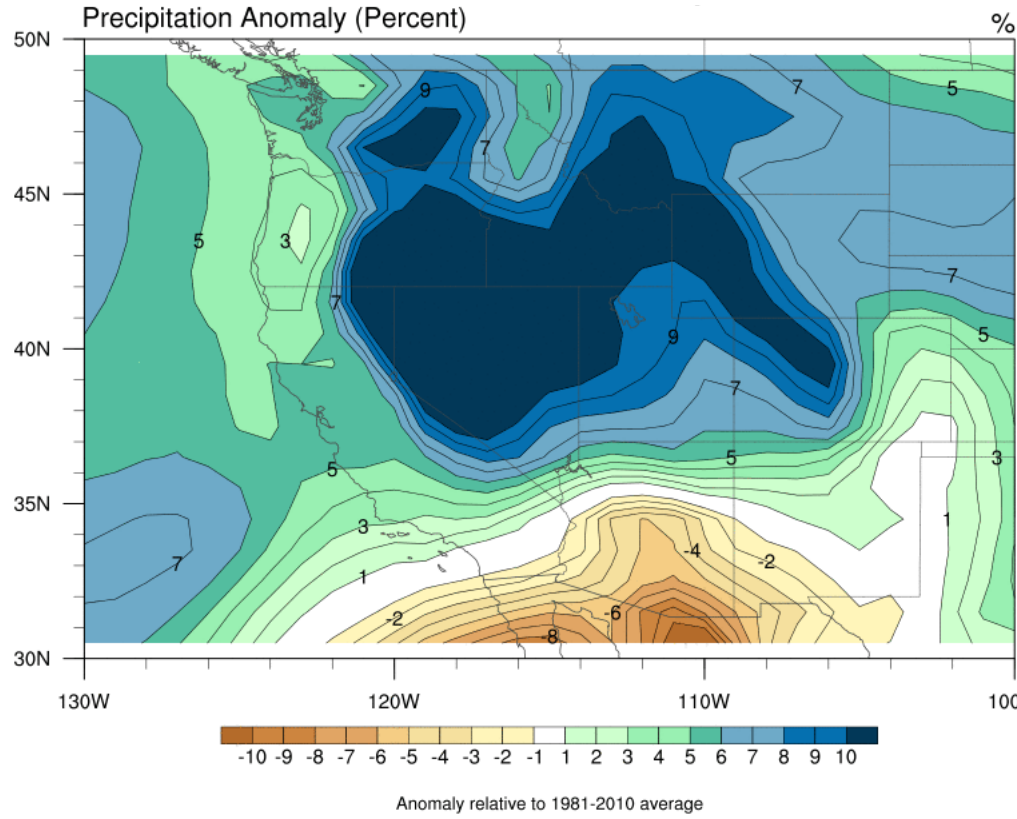 Precipitation Anomaly (Percent) %
50N
9 7 5
7
45N
5 3
7 7
40N
9 5
7
5 5 3
35N
3 1
-4
7 1 -2
-2 -6
-8
30N
130W 120W 110W 100
-10 -9 -8 -7 -6 -5 -4 -3 -2 -1 1 2 3 4 5 6 7 8 9 10
Anomaly relative to 1981-2010 average